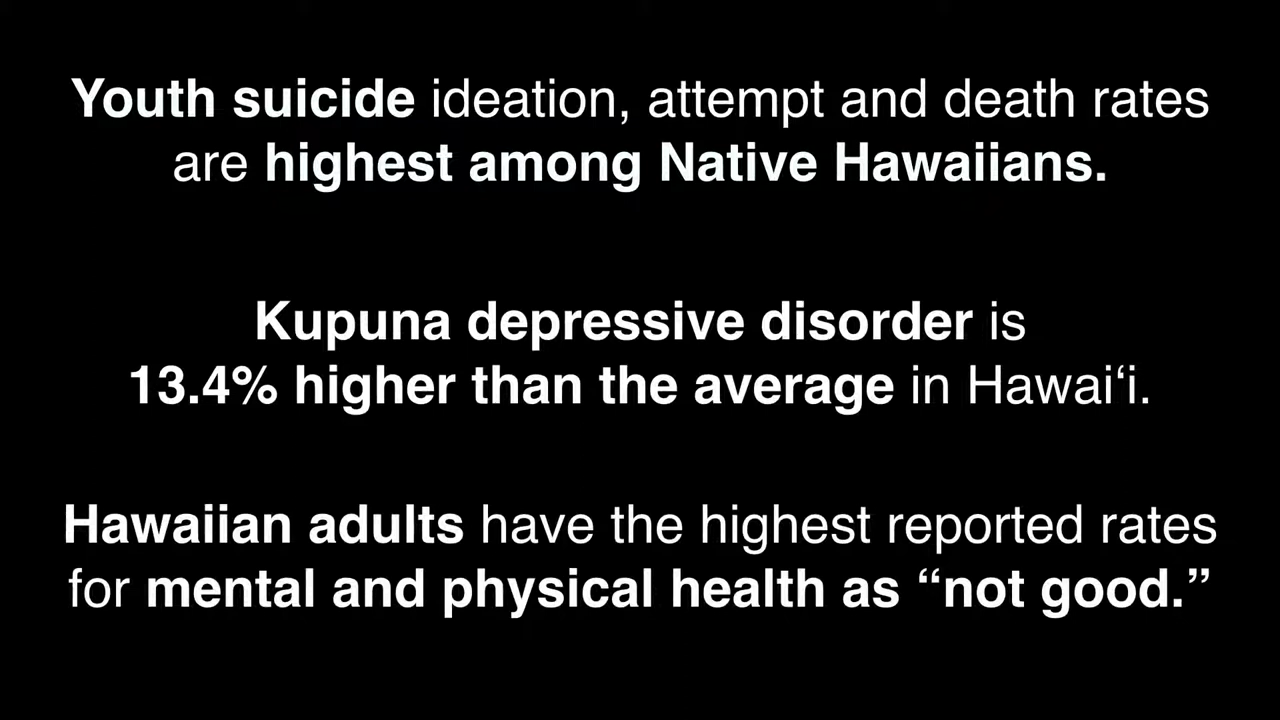 Youth suicide ideation, attempt and death rates
are highest among Native Hawaiians.
Kupuna depressive disorder is
13.4% higher than the average in Hawai‘i.
Hawaiian adults have the highest reported rates
for mental and physical health as “not good.”